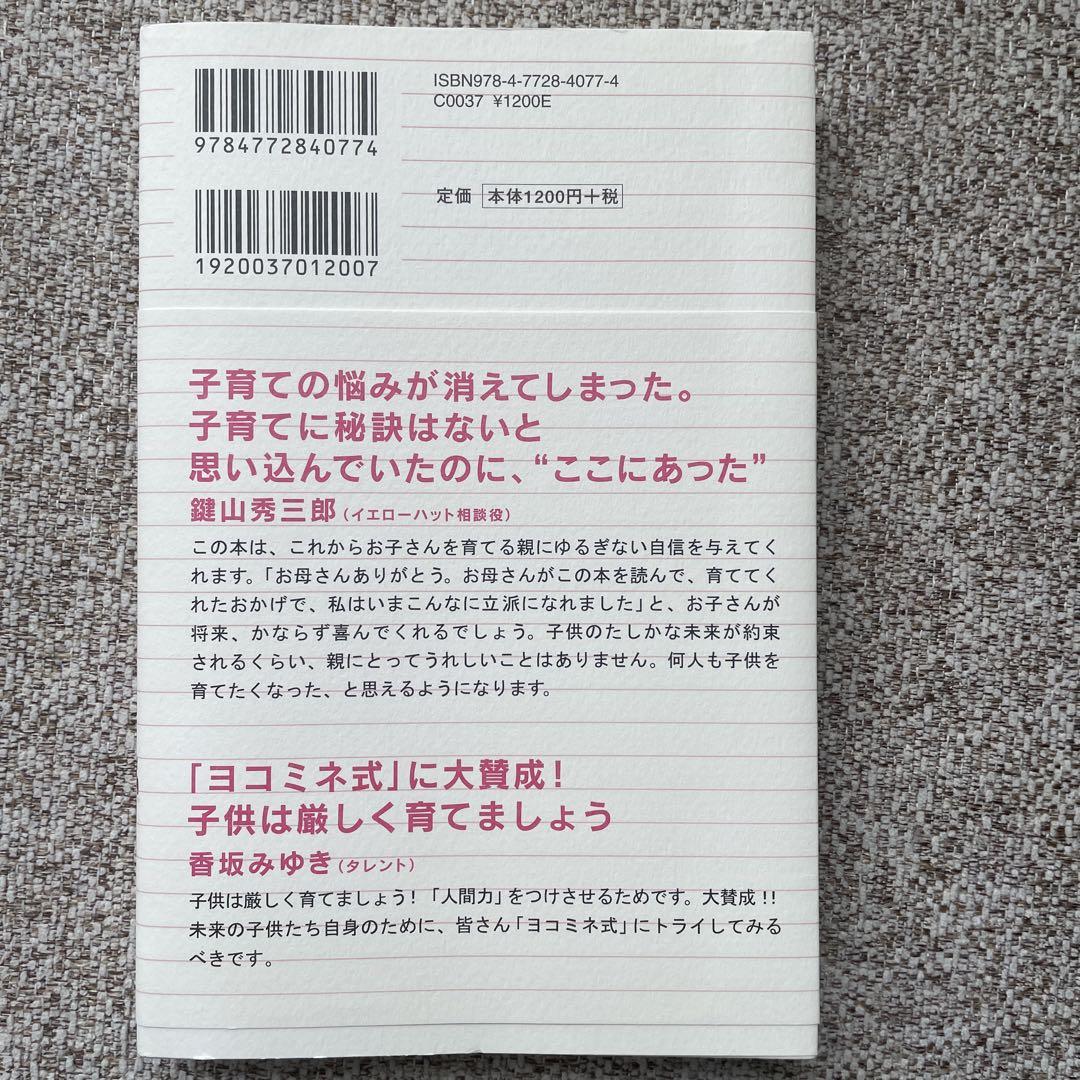 ISBN978-4-7728-4077-4
C0037 ¥1200E
9784772840774
定価 本体1200円+税
1920037012007
子育ての悩みが消えてしまった。
子育てに秘訣はないと
思い込んでいたのに、“ここにあった”
鍵山秀三郎(イエローハット相談役)
この本は、これからお子さんを育てる親にゆるぎない自信を与えてく
れます。「お母さんありがとう。お母さんがこの本を読んで、育ててく
れたおかげで、私はいまこんなに立派になれました」と、お子さんが
将来、かならず喜んでくれるでしょう。子供のたしかな未来が約束
されるくらい、親にとってうれしいことはありません。何人も子供を
育てたくなった、と思えるようになります。
「ヨコミネ式」に大賛成!
子供は厳しく育てましょう
香坂みゆき(タレント)
子供は厳しく育てましょう!「人間力」をつけさせるためです。大賛成!!
未来の子供たち自身のために、皆さん「ヨコミネ式」にトライしてみる
べきです。